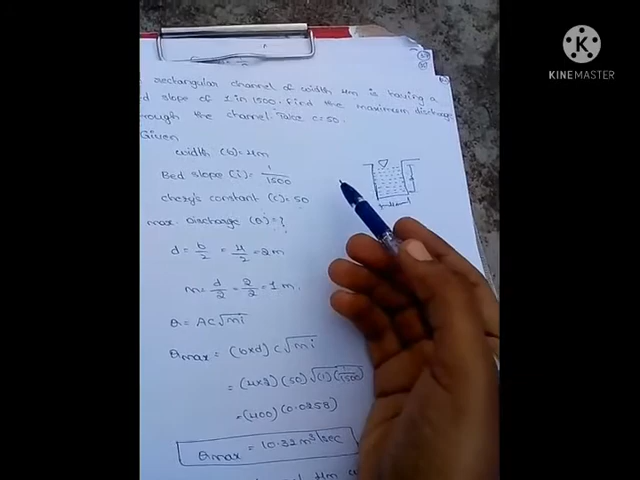 rectangular channel of width 4m is having a
bed slope of 1 in 1500. find the maximum discharge
through the channel. Take c=50.
Given
width (b)=4m
Bed slope (i)= 1/1500
chezy's constant (c)=50
max. Discharge (Q)=?
d = b/2 = 4/2 = 2m
m = d/2 = 2/2 = 1m.
Q = AC√mi
Qmax = (b×d) C√mi
= (4×2) (50) √(1)(1/1500)
= (400) (0.0258)
Qmax = 10.32 m³/sec
KINEMASTER